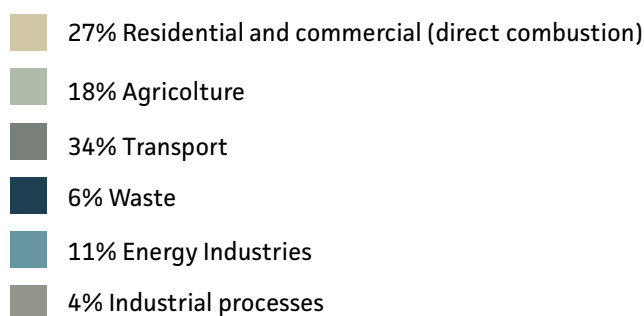 27% Residential and commercial (direct combustion)
18% Agricolture
34% Transport
6% Waste
11% Energy Industries
4% Industrial processes